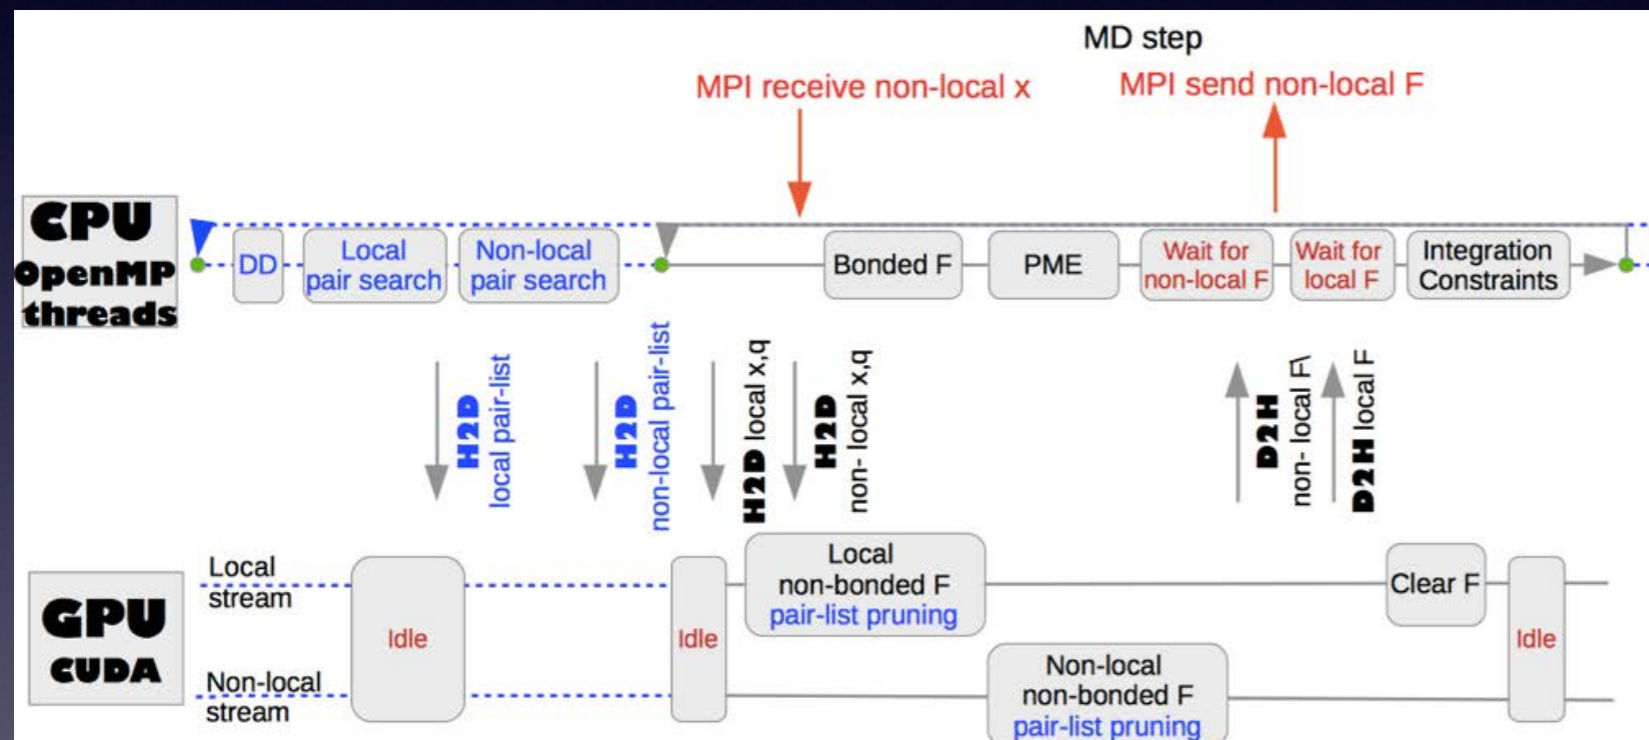 MD step
MPI receive non-local x
MPI send non-local F
CPU
OpenMP
threads
DD
Local
pair search
Non-local
pair search
Bonded F
PME
Wait for
non-local F
Wait for
local F
Integration
Constraints
H2D
local pair-list
H2D
non-local pair-list
H2D local x,q
H2D
non- local x,q
D2H
non- local F\
D2H local F
GPU
CUDA
Local
stream
Non-local
stream
Idle
Idle
Local
non-bonded F
pair-list pruning
Non-local
non-bonded F
pair-list pruning
Clear F
Idle